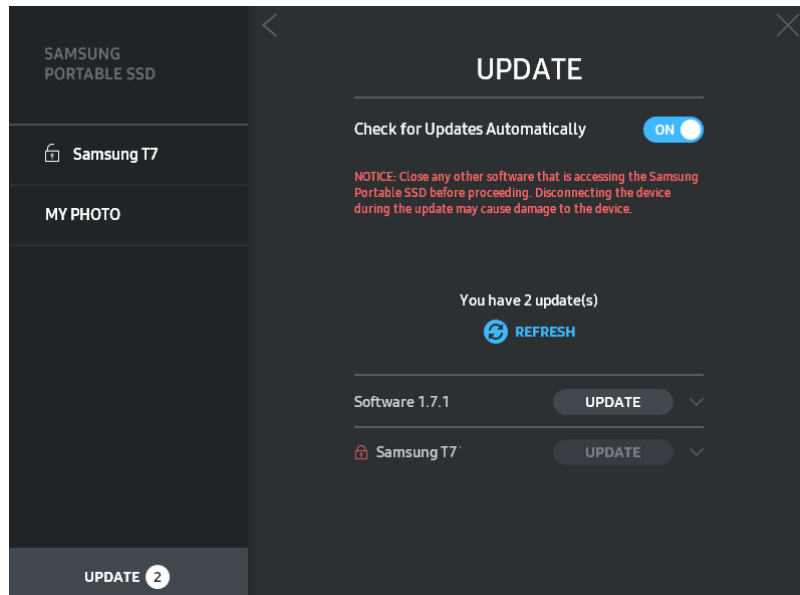 SAMSUNG
PORTABLE SSD
Samsung T7
MY PHOTO
UPDATE 2
UPDATE
Check for Updates Automatically ON
NOTICE: Close any other software that is accessing the Samsung
Portable SSD before proceeding. Disconnecting the device
during the update may cause damage to the device.
You have 2 update(s)
REFRESH
Software 1.7.1 UPDATE
Samsung T7 UPDATE